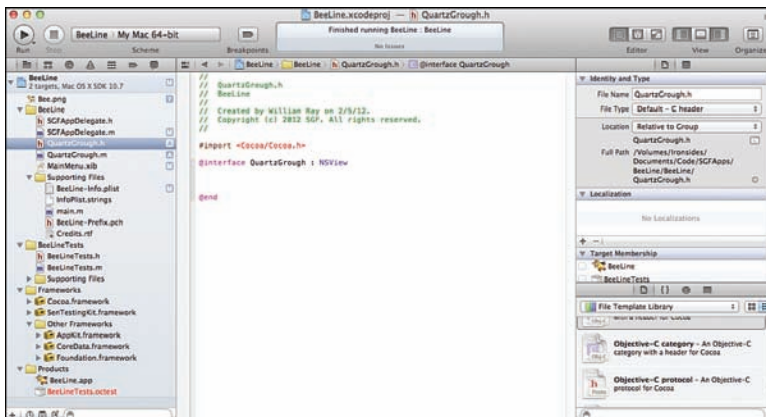 BeeLine.xcodeproj — QuartzGrough.h
BeeLine My Mac 64-bit
Finished running BeeLine : BeeLine
No Issues
Run Stop Scheme Breakpoints Editor View Organizer
BeeLine BeeLine QuartzGrough.h @interface QuartzGrough
BeeLine
2 targets, Mac OS X SDK 10.7
Bee.png
BeeLine
SGFAppDelegate.h
SGFAppDelegate.m
QuartzGrough.h
QuartzGrough.m
MainMenu.xib
Supporting Files
BeeLine-Info.plist
InfoPlist.strings
main.m
BeeLine-Prefix.pch
Credits.rtf
BeeLineTests
BeeLineTests.h
BeeLineTests.m
Supporting Files
Frameworks
Cocoa.framework
SenTestingKit.framework
Other Frameworks
AppKit.framework
CoreData.framework
Foundation.framework
Products
BeeLine.app
BeeLineTests.octest
//
// QuartzGrough.h
// BeeLine
//
// Created by William Ray on 2/5/12.
// Copyright (c) 2012 SGF. All rights reserved.
//
#import <Cocoa/Cocoa.h>
@interface QuartzGrough : NSView
@end
Identity and Type
File Name QuartzGrough.h
File Type Default - C header
Location Relative to Group
QuartzGrough.h
Full Path /Volumes/Ironsides/
Documents/Code/SGFApps/
BeeLine/BeeLine/
QuartzGrough.h
Localization
No Localizations
Target Membership
BeeLine
BeeLineTests
File Template Library
with a header for Cocoa
Objective-C category - An Objective-C
category with a header for Cocoa
Objective-C protocol - An Objective-C
protocol for Cocoa